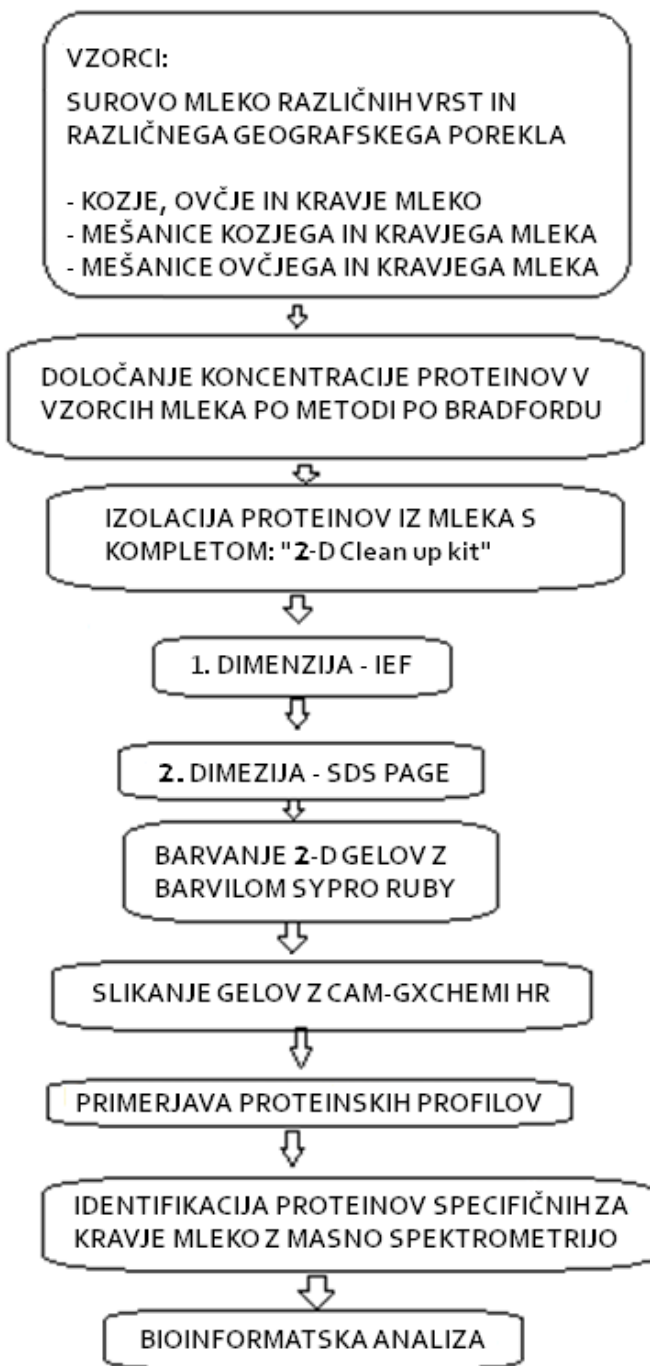 VZORCI:
SUROVO MLEKO RAZLIČNIH VRST IN
RAZLIČNEGA GEOGRAFSKEGA POREKLA
- KOZJE, OVČJE IN KRAVJE MLEKO
- MEŠANICE KOZJEGA IN KRAVJEGA MLEKA
- MEŠANICE OVČJEGA IN KRAVJEGA MLEKA
DOLOČANJE KONCENTRACIJE PROTEINOV V
VZORCIH MLEKA PO METODI PO BRADFORDU
IZOLACIJA PROTEINOV IZ MLEKA S
KOMPLETOM: "2-D Clean up kit"
1. DIMENZIJA - IEF
2. DIMEZIJA - SDS PAGE
BARVANJE 2-D GELOV Z
BARVILOM SYPRO RUBY
SLIKANJE GELOV Z CAM-GXCHEMI HR
PRIMERJAVA PROTEINSKIH PROFILOV
IDENTIFIKACIJA PROTEINOV SPECIFIČNIH ZA
KRAVJE MLEKO Z MASNO SPEKTROMETRIJO
BIOINFORMATSKA ANALIZA